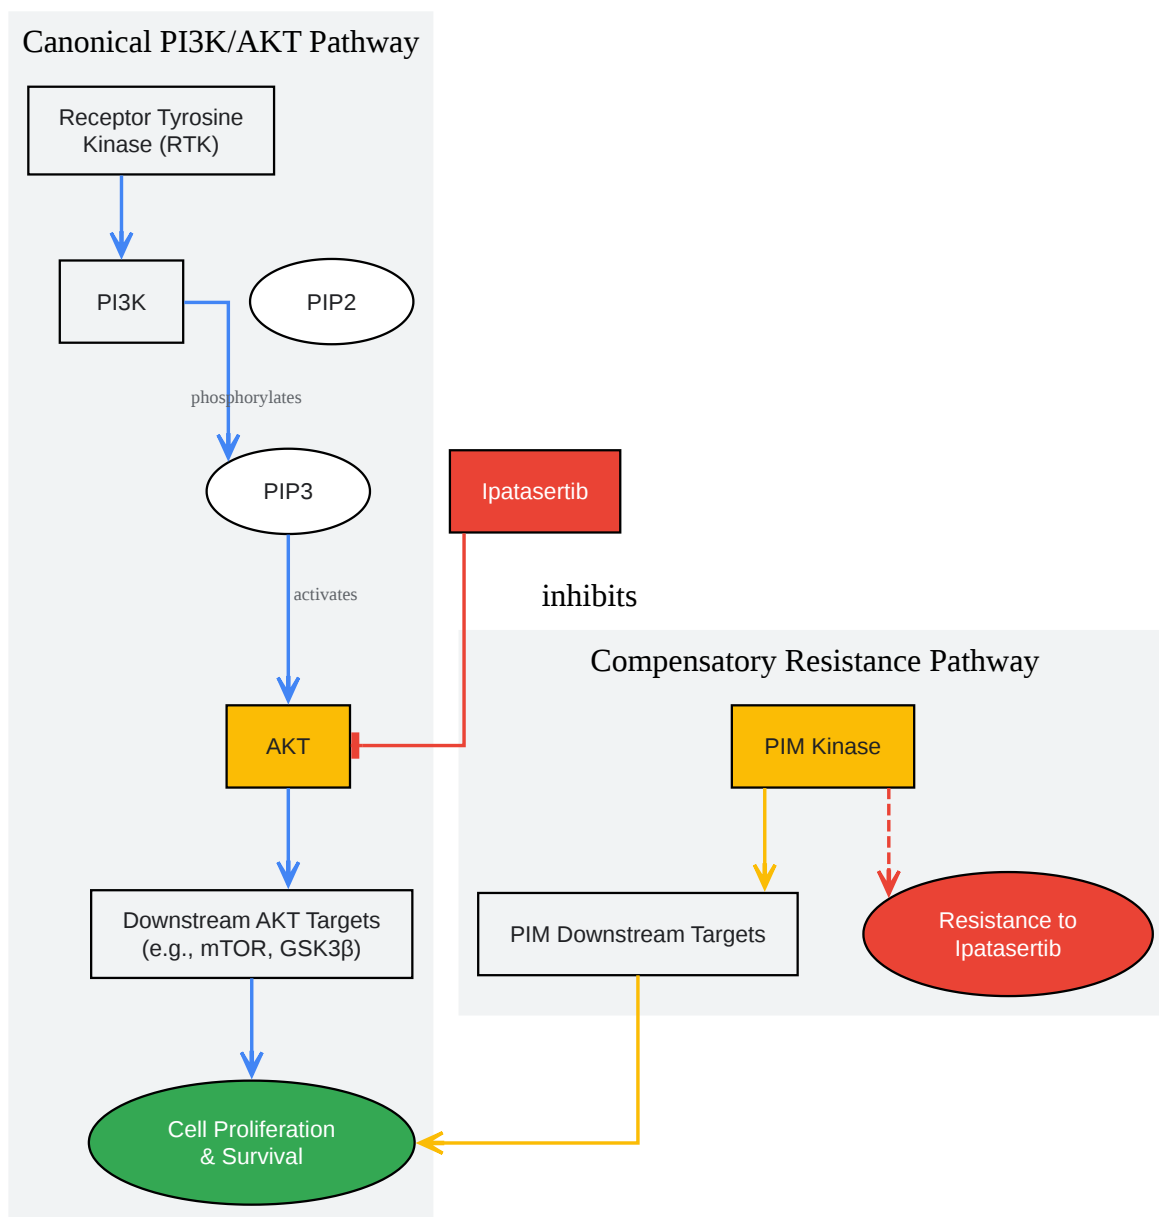 Canonical PI3K/AKT Pathway
Receptor Tyrosine
Kinase (RTK)
PI3K
PIP2
phosphorylates
PIP3
Ipatasertib
activates
inhibits
Compensatory Resistance Pathway
AKT
PIM Kinase
Downstream AKT Targets
(e.g., mTOR, GSK3β)
PIM Downstream Targets
Resistance to
Ipatasertib
Cell Proliferation
& Survival